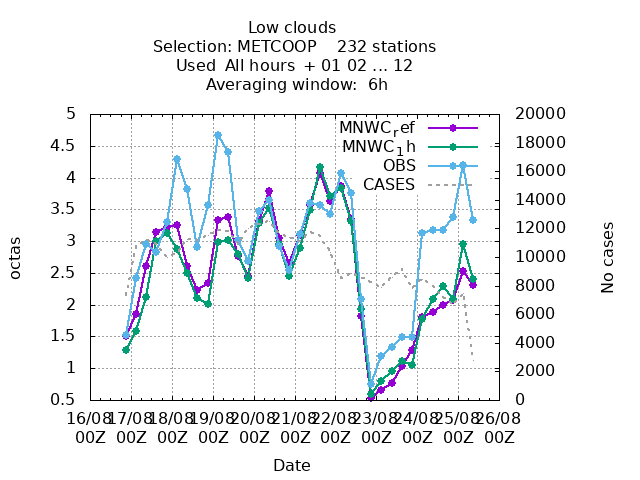 Low clouds
Selection: METCOOP    232 stations
Used  All hours  + 01 02 ... 12
Averaging window:  6h
MNWC_ref
MNWC_1h
OBS
CASES
octas
5
4.5
4
3.5
3
2.5
2
1.5
1
0.5
20000
18000
16000
14000
12000
10000
8000
6000
4000
2000
0
No cases
16/08 17/08 18/08 19/08 20/08 21/08 22/08 23/08 24/08 25/08 26/08
00Z 00Z 00Z 00Z 00Z 00Z 00Z 00Z 00Z 00Z 00Z
Date